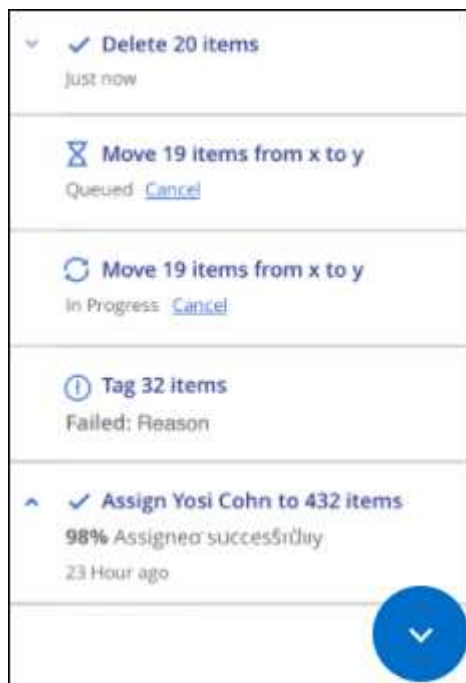 Delete 20 items
Just now
Move 19 items from x to y
Queued Cancel
Move 19 items from x to y
In Progress Cancel
Tag 32 items
Failed: Reason
Assign Yosi Cohn to 432 items
98% Assigned
23 Hour ago